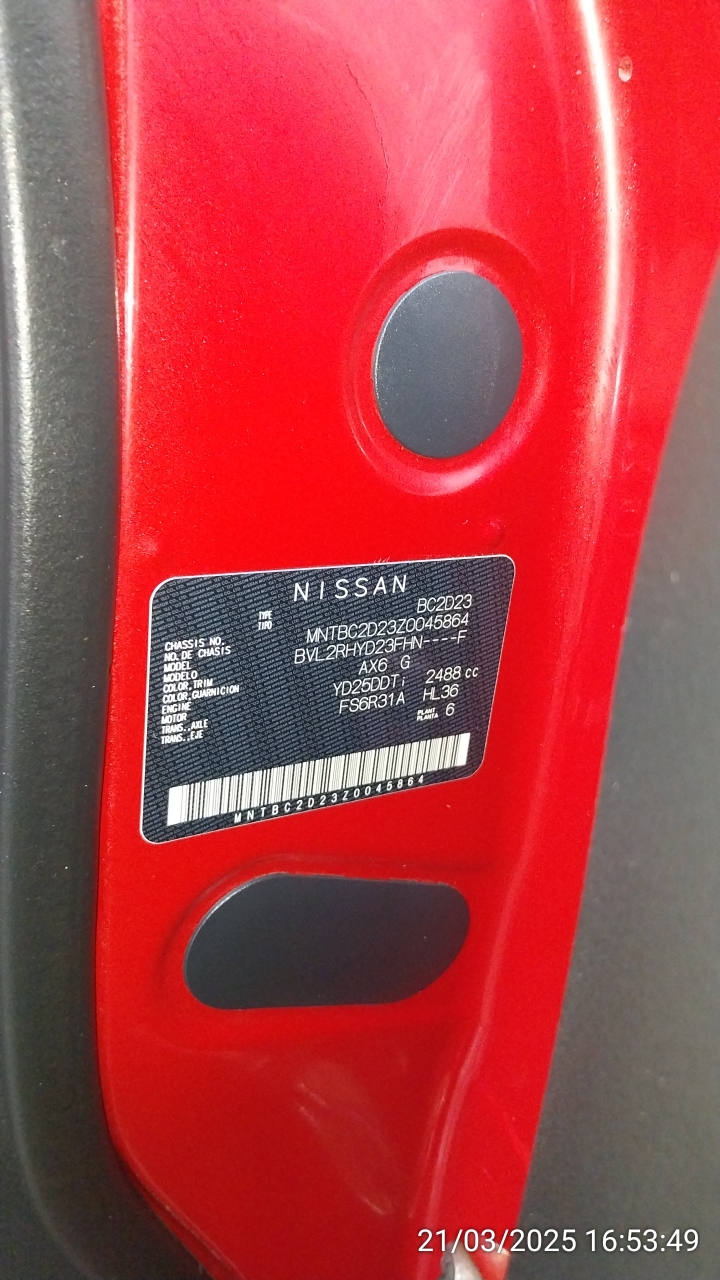 NISSAN
TYPE BC2D23
TIPO
CHASSIS NO. MNTBC2D23Z0045864
NO. DE CHASIS
MODEL BVL2RHYD23FHN----F
MODELO
COLOR,TRIM AX6 G
COLOR,GUARNICION
ENGINE YD25DDTi 2488 cc
MOTOR
TRANS.,AXLE FS6R31A HL36
TRANS.,EJE
PLANT 6
PLANTA
MNTBC2D23Z0045864
21/03/2025 16:53:49